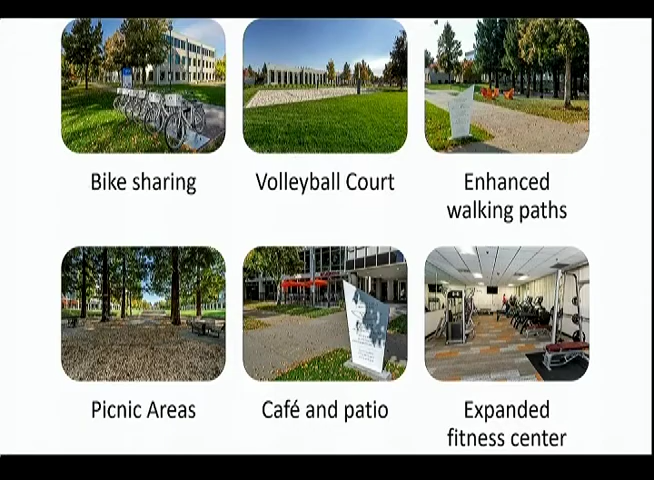 Bike sharing
Volleyball Court
Enhanced
walking paths
Picnic Areas
Café and patio
Expanded
fitness center